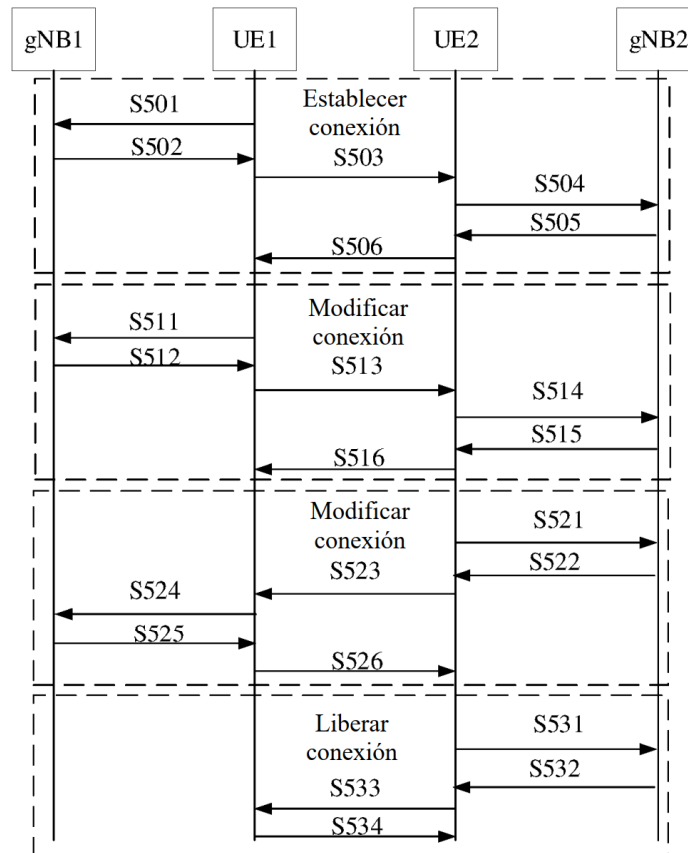 gNB1
UE1
UE2
gNB2
S501
Establecer
conexión
S502
S503
S504
S505
S506
S511
Modificar
conexión
S512
S513
S514
S515
S516
Modificar
conexión
S521
S522
S523
S524
S525
S526
Liberar
conexión
S531
S532
S533
S534